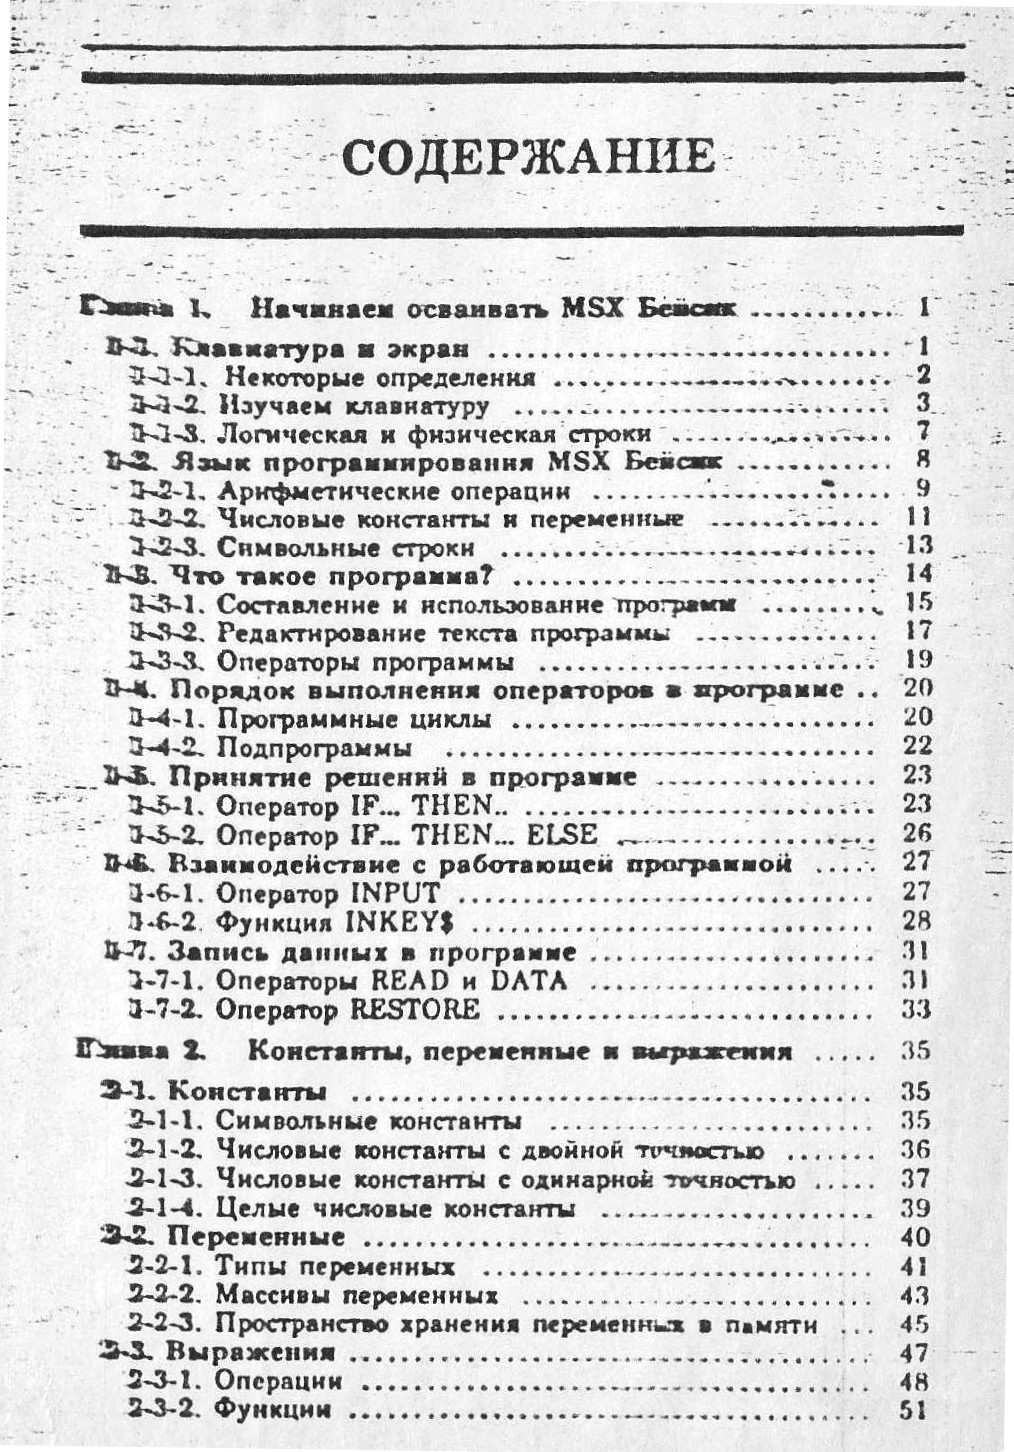 СОДЕРЖАНИЕ
Глава 1. Начинаем осваивать MSX Бейсик ........... 1
1-1. Клавиатура и экран ........... 1
1-1-1. Некоторые определения ........... 2
1-1-2. Изучаем клавиатуру ........... 3
1-1-3. Логическая и физическая строки ........... 7
1-2. Язык программирования MSX Бейсик ........... 8
1-2-1. Арифметические операции ........... 9
1-2-2. Числовые константы и переменные ........... 11
1-2-3. Символьные строки ........... 13
1-3. Что такое программа? ........... 14
1-3-1. Составление и использование программ ......... 15
1-3-2. Редактирование текста программы ........... 17
1-3-3. Операторы программы ........... 19
1-4. Порядок выполнения операторов в программе .. 20
1-4-1. Программные циклы ........... 20
1-4-2. Подпрограммы ........... 22
1-5. Принятие решений в программе ........... 23
1-5-1. Оператор IF... THEN.. ........... 23
1-5-2. Оператор IF... THEN... ELSE ........... 26
1-6. Взаимодействие с работающей программой ..... 27
1-6-1. Оператор INPUT ........... 27
1-6-2. Функция INKEY$ ........... 28
1-7. Запись данных в программе ........... 31
1-7-1. Операторы READ и DATA ........... 31
1-7-2. Оператор RESTORE ........... 33
Глава 2. Константы, переменные и выражения ..... 35
2-1. Константы ........... 35
2-1-1. Символьные константы ........... 35
2-1-2. Числовые константы с двойной точностью ....... 36
2-1-3. Числовые константы с одинарной точностью ..... 37
2-1-4. Целые числовые константы ........... 39
2-2. Переменные ........... 40
2-2-1. Типы переменных ........... 41
2-2-2. Массивы переменных ........... 43
2-2-3. Пространство хранения переменных в памяти ... 45
2-3. Выражения ........... 47
2-3-1. Операции ........... 48
2-3-2. Функции ........... 51